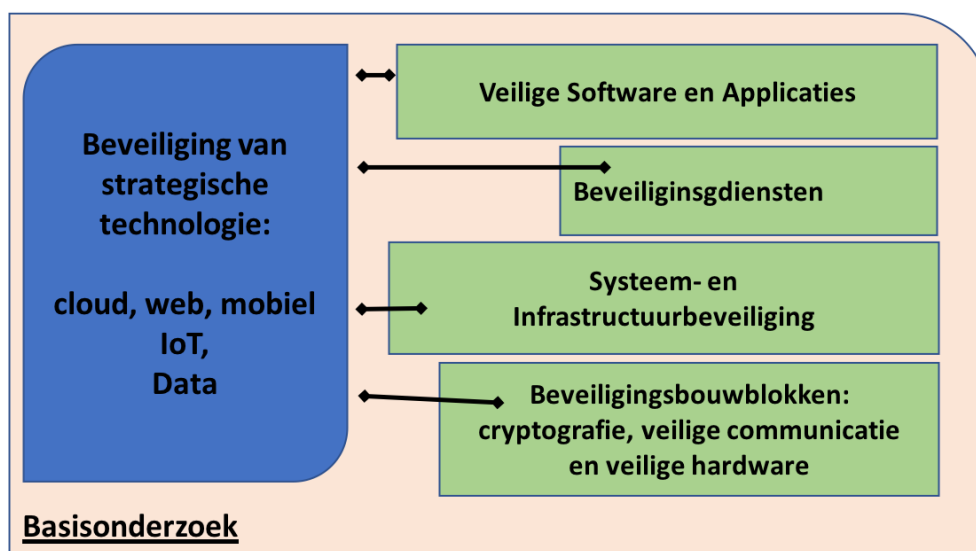 Beveiliging van
strategische
technologie:
cloud, web, mobiel
IoT,
Data
Veilige Software en Applicaties
Beveiliginsgdiensten
Systeem- en
Infrastructuurbeveiliging
Beveiligingsbouwblokken:
cryptografie, veilige communicatie
en veilige hardware
Basisonderzoek